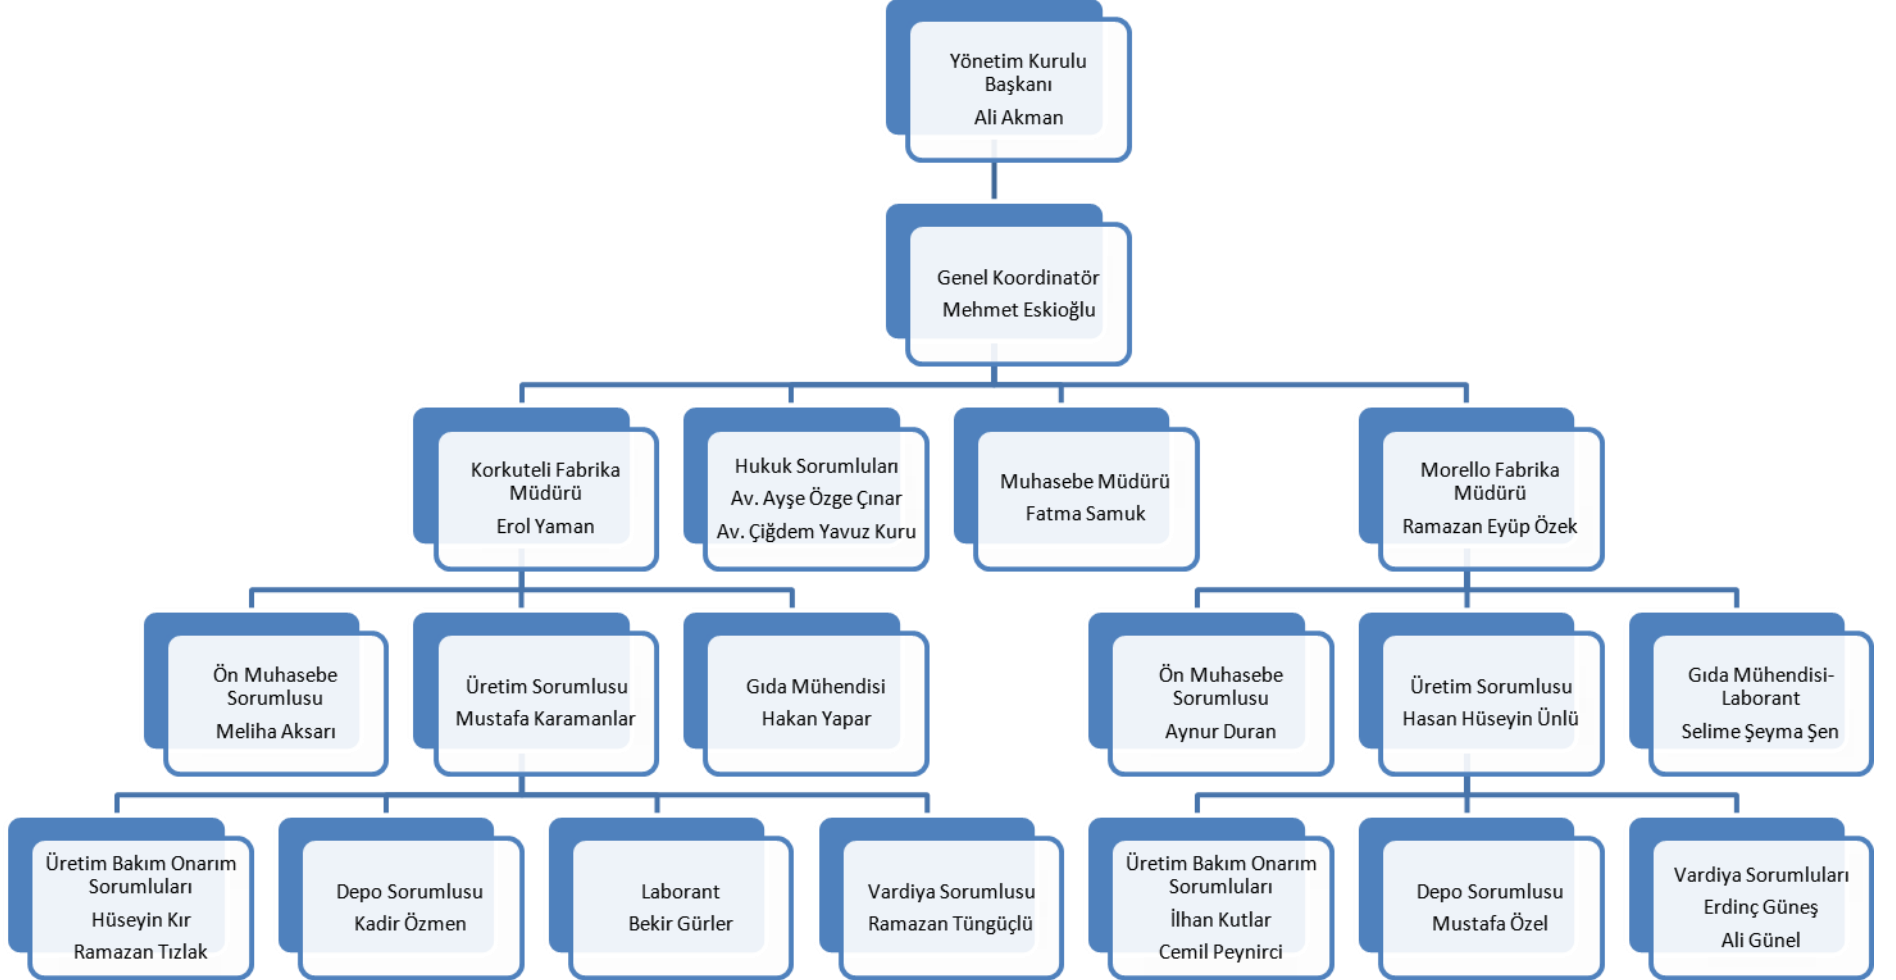 Yönetim Kurulu
Başkanı
Ali Akman
Genel Koordinatör
Mehmet Eskioğlu
Korkuteli Fabrika
Müdürü
Erol Yaman
Hukuk Sorumluları
Av. Ayşe Özge Çınar
Av. Çiğdem Yavuz Kuru
Muhasebe Müdürü
Fatma Samuk
Morello Fabrika
Müdürü
Ramazan Eyüp Özek
Ön Muhasebe
Sorumlusu
Meliha Aksarı
Üretim Sorumlusu
Mustafa Karamanlar
Gıda Mühendisi
Hakan Yapar
Ön Muhasebe
Sorumlusu
Aynur Duran
Üretim Sorumlusu
Hasan Hüseyin Ünlü
Gıda Mühendisi-
Laborant
Selime Şeyma Şen
Üretim Bakım Onarım
Sorumluları
Hüseyin Kır
Ramazan Tızlak
Depo Sorumlusu
Kadir Özmen
Laborant
Bekir Gürler
Vardiya Sorumlusu
Ramazan Tüngüçlü
Üretim Bakım Onarım
Sorumluları
İlhan Kutlar
Cemil Peynirci
Depo Sorumlusu
Mustafa Özel
Vardiya Sorumluları
Erdinç Güneş
Ali Günel